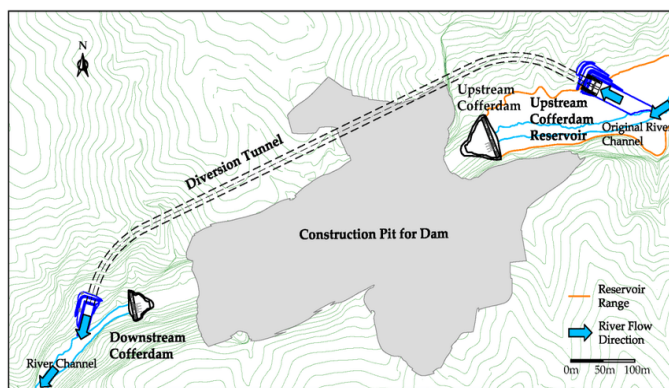 N
Upstream
Cofferdam
Upstream
Cofferdam
Reservoir
Original River
Channel
Diversion Tunnel
Construction Pit for Dam
Downstream
Cofferdam
River Channel
Reservoir
Range
River Flow
Direction
0m 50m 100m